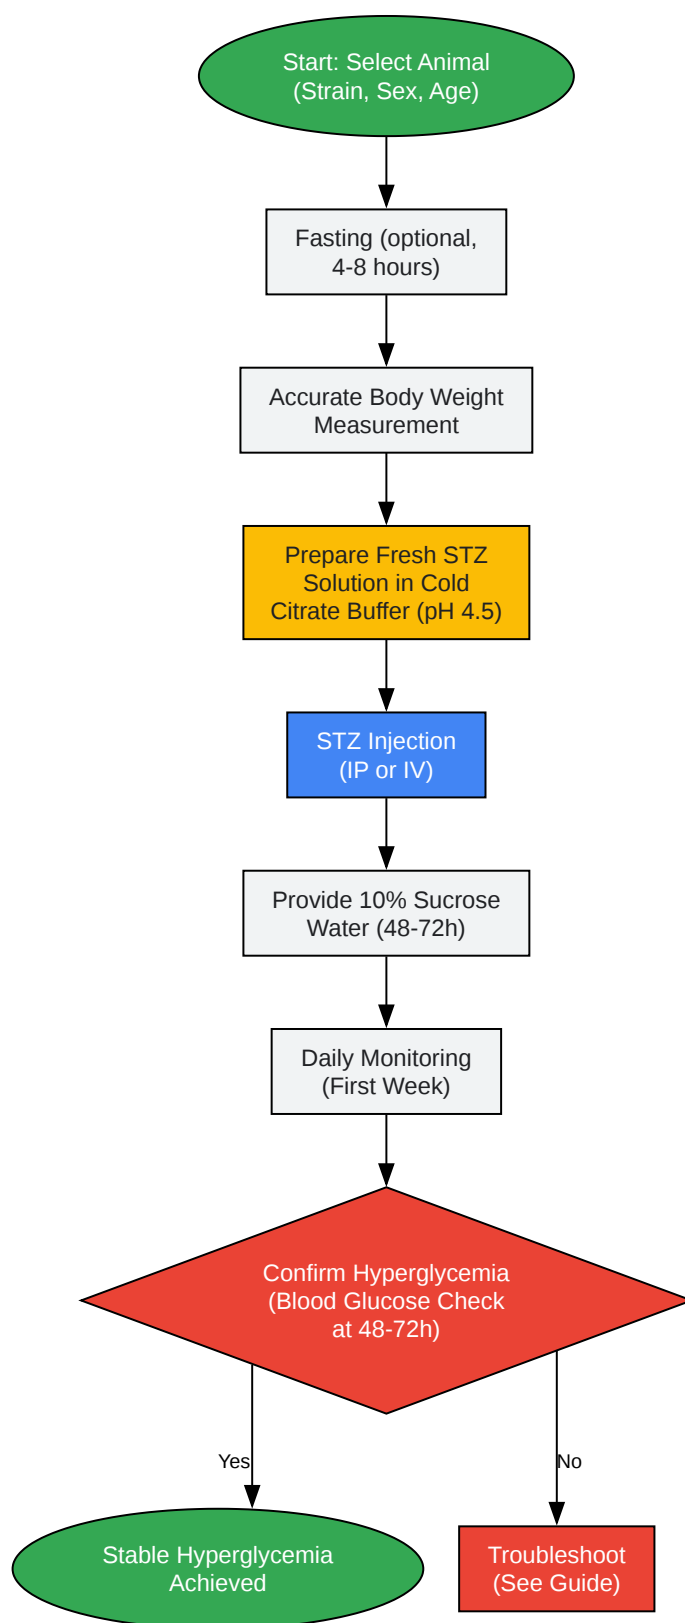 Start: Select Animal
(Strain, Sex, Age)
Fasting (optional,
4-8 hours)
Accurate Body Weight
Measurement
Prepare Fresh STZ
Solution in Cold
Citrate Buffer (pH 4.5)
STZ Injection
(IP or IV)
Provide 10% Sucrose
Water (48-72h)
Daily Monitoring
(First Week)
Confirm Hyperglycemia
(Blood Glucose Check
at 48-72h)
Yes
No
Stable Hyperglycemia
Achieved
Troubleshoot
(See Guide)